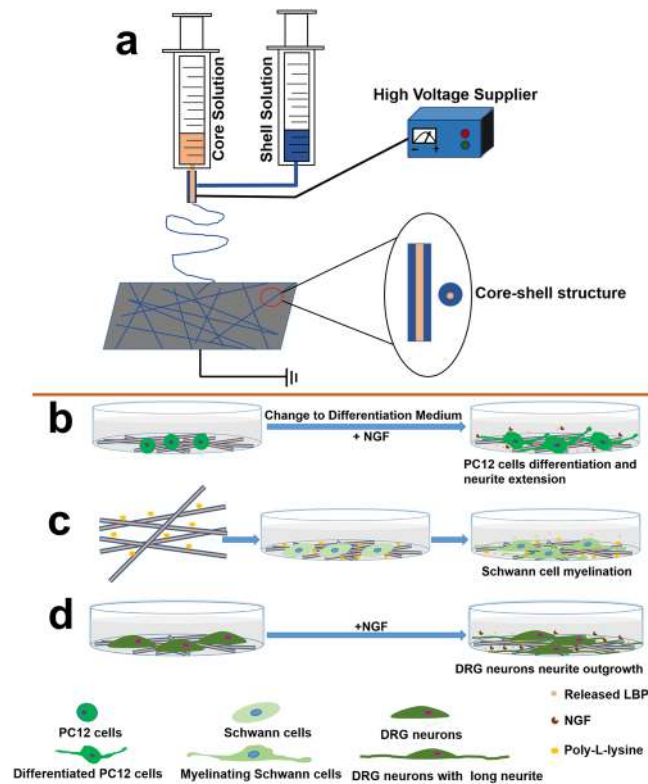 a
Core Solution
Shell Solution
High Voltage Supplier
− +
Core-shell structure
b
Change to Differentiation Medium
+ NGF
PC12 cells differentiation and
neurite extension
c
Schwann cell myelination
d
+NGF
DRG neurons neurite outgrowth
PC12 cells
Schwann cells
DRG neurons
Differentiated PC12 cells
Myelinating Schwann cells
DRG neurons with long neurite
Released LBP
NGF
Poly-L-lysine